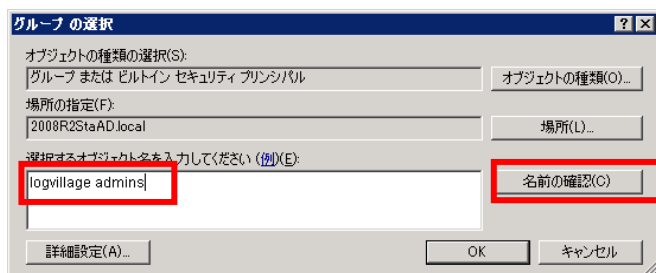 グループ の選択
オブジェクトの種類の選択(S):
グループ または ビルトイン セキュリティ プリンシパル
オブジェクトの種類(O)...
場所の指定(F):
2008R2StaAD.local
場所(L)...
選択するオブジェクト名を入力してください (例)(E):
logvillage admins
名前の確認(C)
詳細設定(A)...
OK
キャンセル